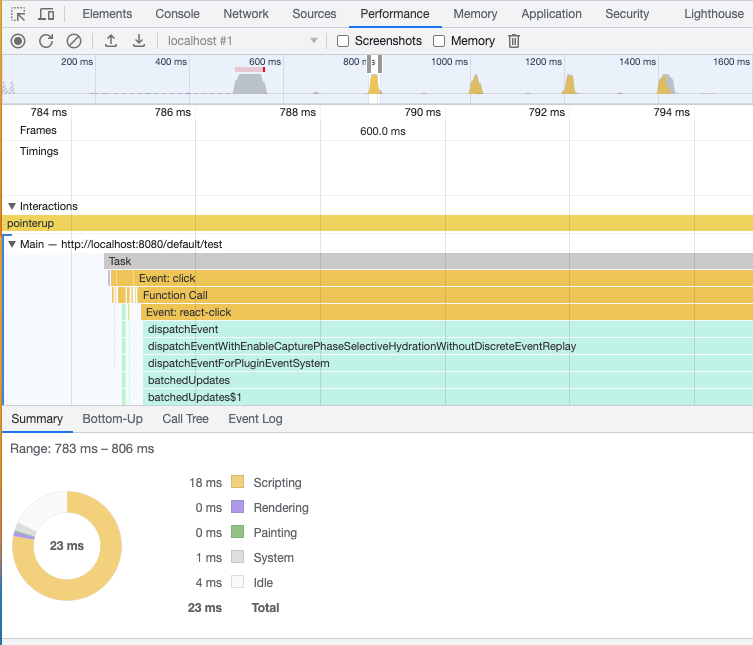 Elements Console Network Sources Performance Memory Application Security Lighthouse
localhost #1 Screenshots Memory
200 ms 400 ms 600 ms 800 ms 1000 ms 1200 ms 1400 ms 1600 ms
784 ms 786 ms 788 ms 790 ms 792 ms 794 ms
Frames 600.0 ms
Timings
Interactions
pointerup
Main — http://localhost:8080/default/test
Task
Event: click
Function Call
Event: react-click
dispatchEvent
dispatchEventWithEnableCapturePhaseSelectiveHydrationWithoutDiscreteEventReplay
dispatchEventForPluginEventSystem
batchedUpdates
batchedUpdates$1
Summary Bottom-Up Call Tree Event Log
Range: 783 ms – 806 ms
18 ms Scripting
0 ms Rendering
0 ms Painting
1 ms System
4 ms Idle
23 ms Total
23 ms